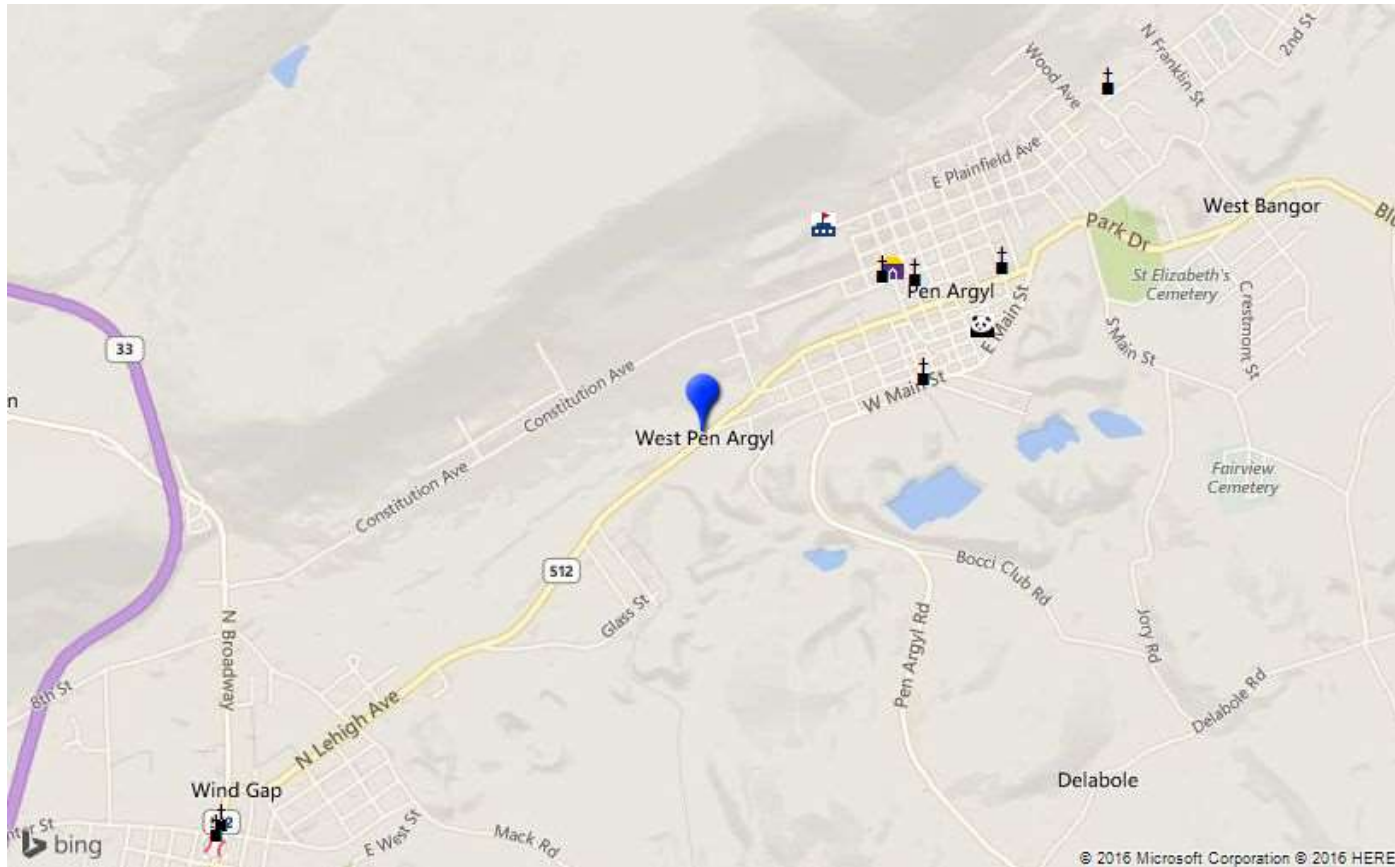 N Franklin St
2nd St
Wood Ave
E Plainfield Ave
West Bangor
Park Dr
St Elizabeth's
Cemetery
Pen Argyl
E Main St
Crestmont St
S Main St
33
Constitution Ave
W Main St
West Pen Argyl
Fairview
Cemetery
Constitution Ave
512
Bocci Club Rd
Glass St
Pen Argyl Rd
Jory Rd
N Broadway
8th St
Delabole Rd
N Lehigh Ave
Delabole
Wind Gap
E West St
Mack Rd
bing
© 2016 Microsoft Corporation © 2016 HERE